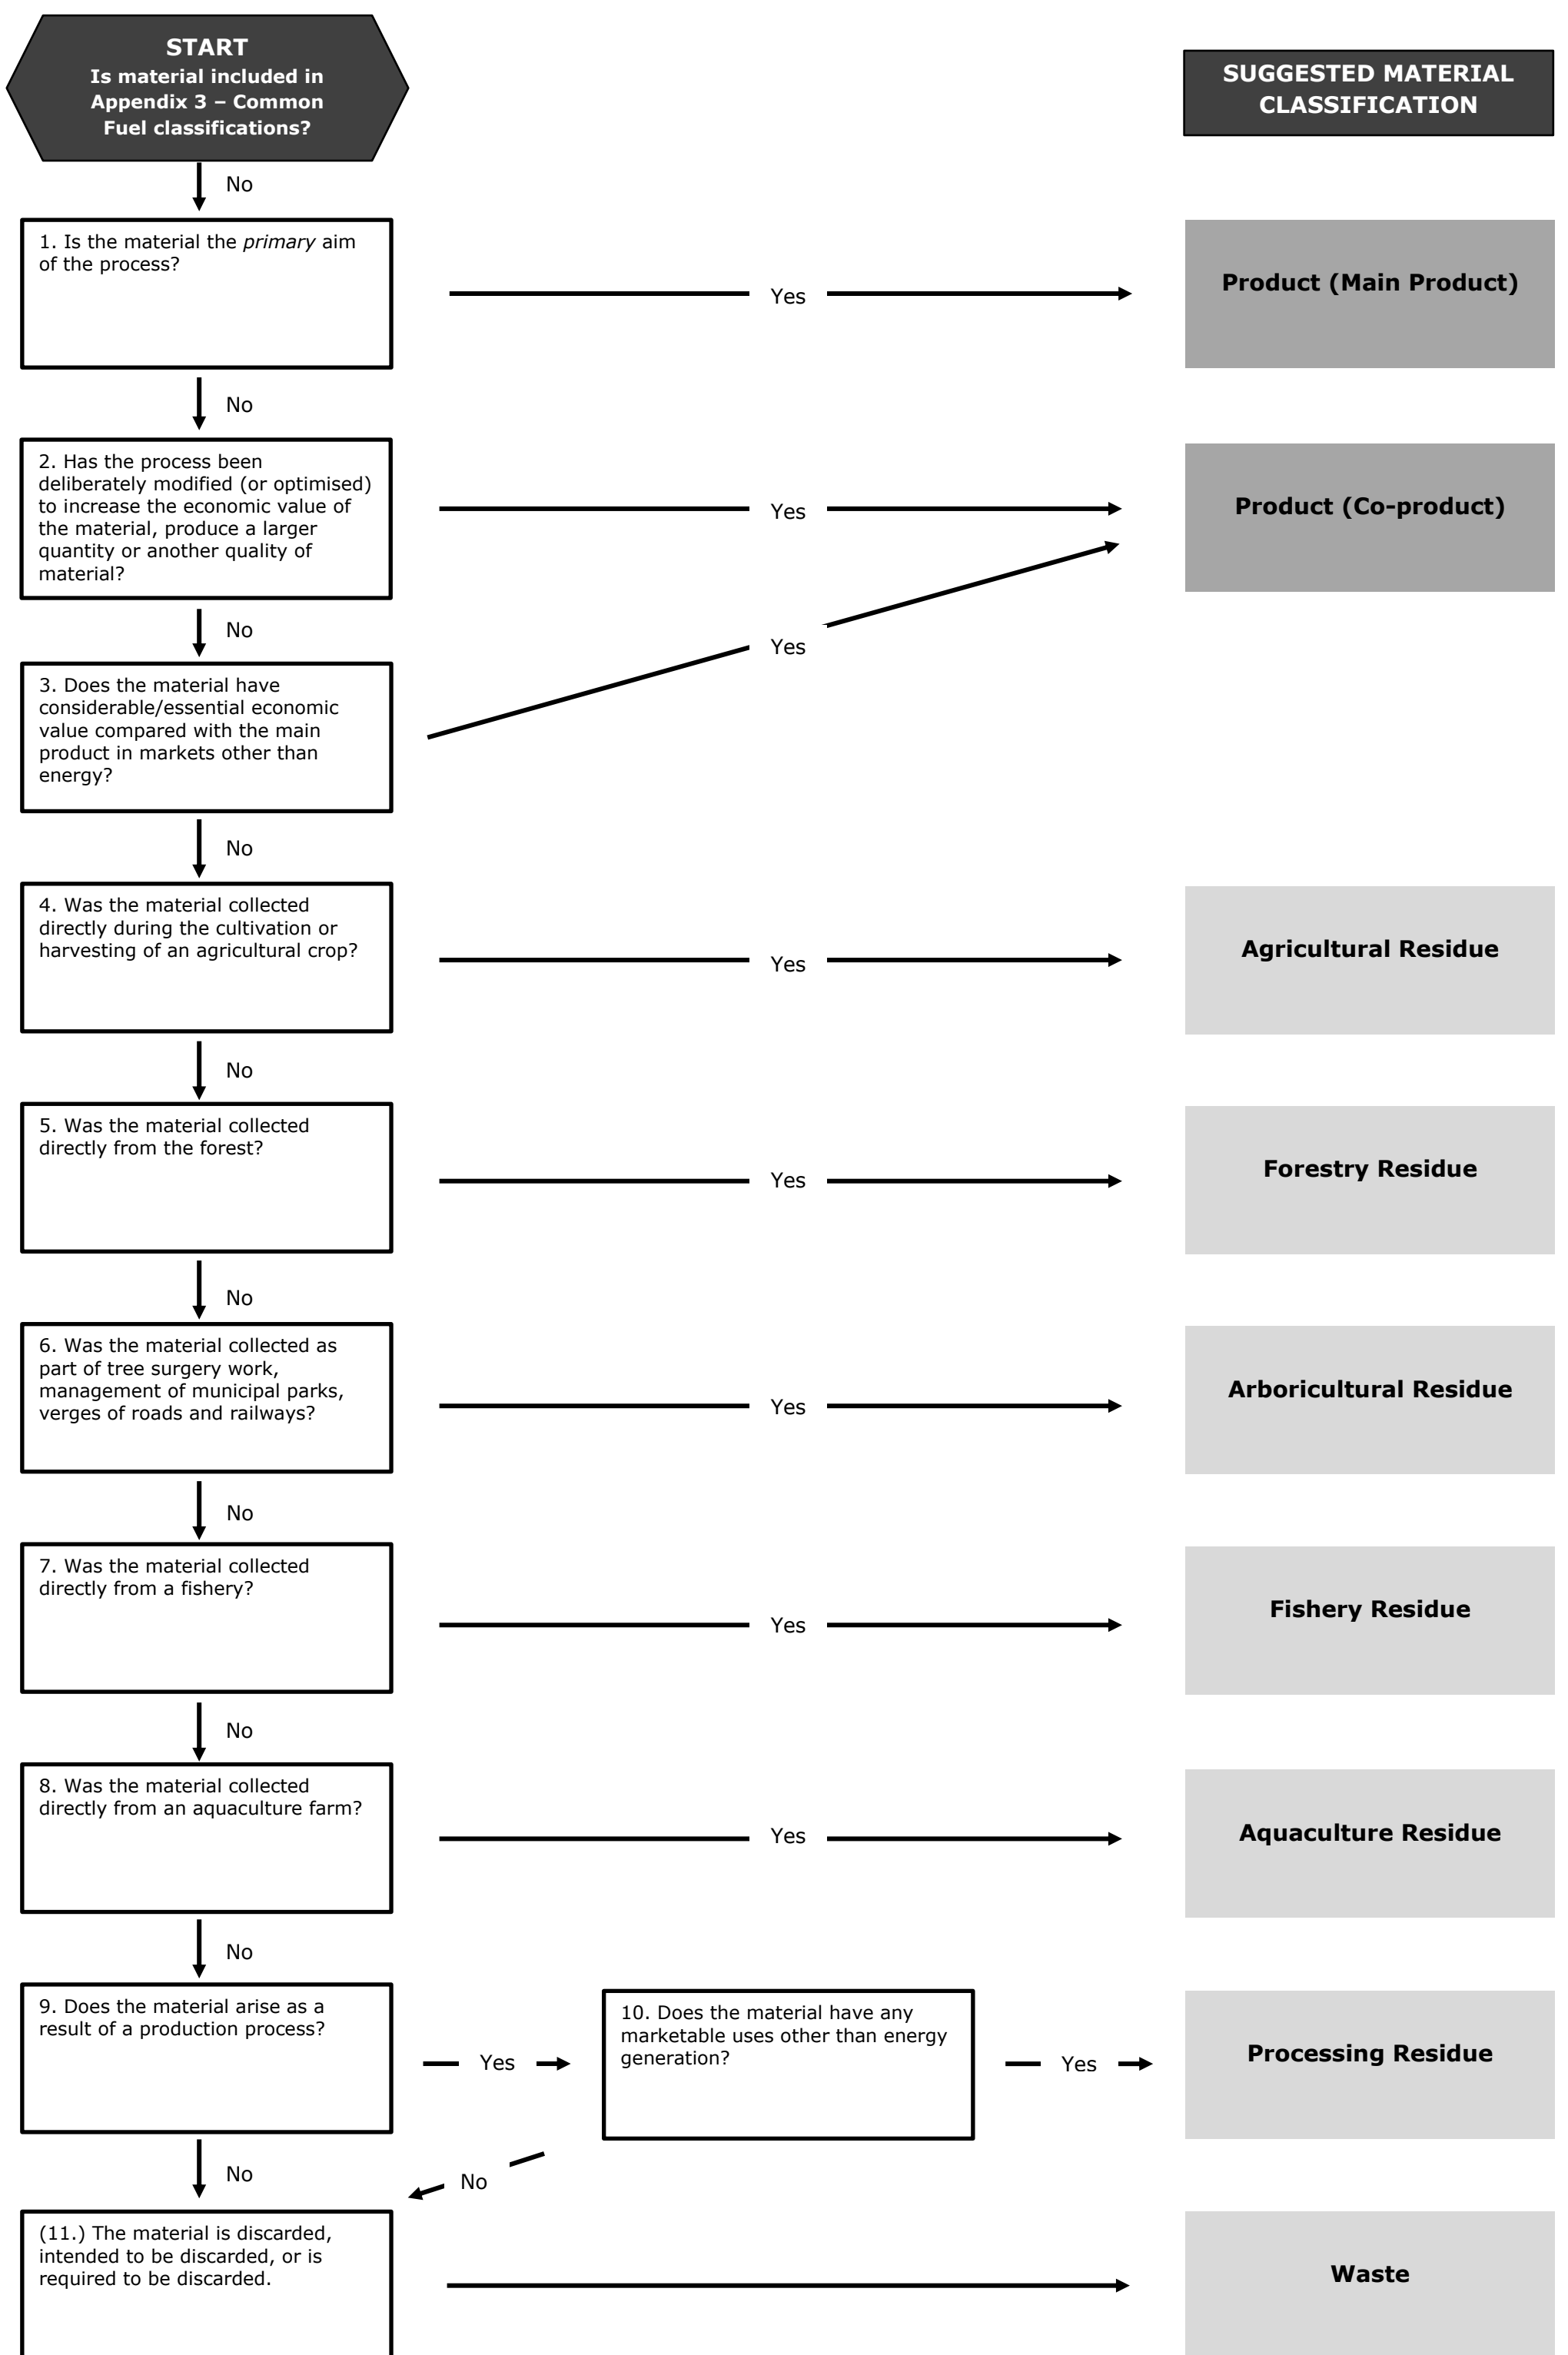 START
Is material included in
Appendix 3 – Common
Fuel classifications?
SUGGESTED MATERIAL
CLASSIFICATION
No
1. Is the material the primary aim
of the process?
Yes
Product (Main Product)
No
2. Has the process been
deliberately modified (or optimised)
to increase the economic value of
the material, produce a larger
quantity or another quality of
material?
Yes
Product (Co-product)
No
Yes
3. Does the material have
considerable/essential economic
value compared with the main
product in markets other than
energy?
No
4. Was the material collected
directly during the cultivation or
harvesting of an agricultural crop?
Yes
Agricultural Residue
No
5. Was the material collected
directly from the forest?
Yes
Forestry Residue
No
6. Was the material collected as
part of tree surgery work,
management of municipal parks,
verges of roads and railways?
Yes
Arboricultural Residue
No
7. Was the material collected
directly from a fishery?
Yes
Fishery Residue
No
8. Was the material collected
directly from an aquaculture farm?
Yes
Aquaculture Residue
No
9. Does the material arise as a
result of a production process?
Yes
10. Does the material have any
marketable uses other than energy
generation?
Yes
Processing Residue
No
No
(11.) The material is discarded,
intended to be discarded, or is
required to be discarded.
Waste